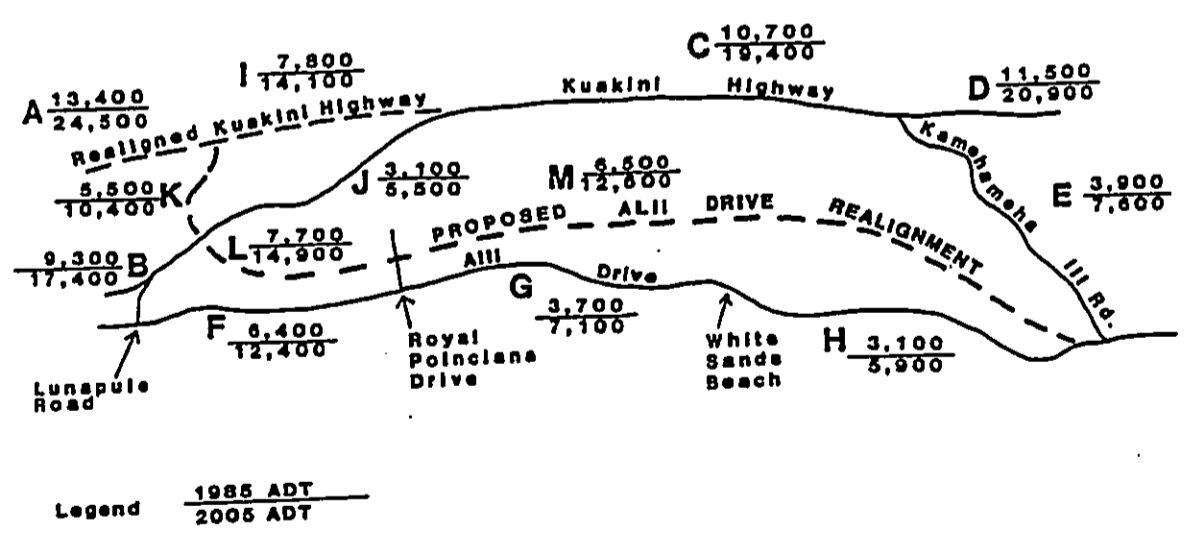 C 10,700
19,400
I 7,800
14,100
Kuakini Highway
D 11,500
20,900
A 13,400
24,500
Realigned Kuakini Highway
Kamehameha III Rd.
5,500 K
10,400
J 3,100
5,500
M 6,500
E 3,900
7,600
PROPOSED ALII DRIVE REALIGNMENT
L 7,700
14,900
9,300 B
17,400
Alii Drive
G 3,700
7,100
F 6,400
12,400
Royal
Poinciana
Drive
White
Sands
Beach
H 3,100
5,900
Lunapule
Road
Legend 1985 ADT
2005 ADT